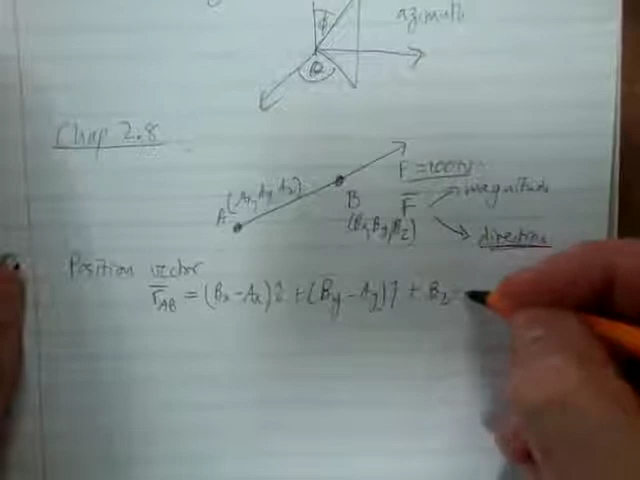 ϕ
azimuth
θ
Chap 2.8
A (Ax, Ay, Az)
B
(Bx, By, Bz)
F = 100N
F̅
magnitude
direction
Position vector
r̅AB = (Bx - Ax) î + (By - Ay) ĵ + Bz -